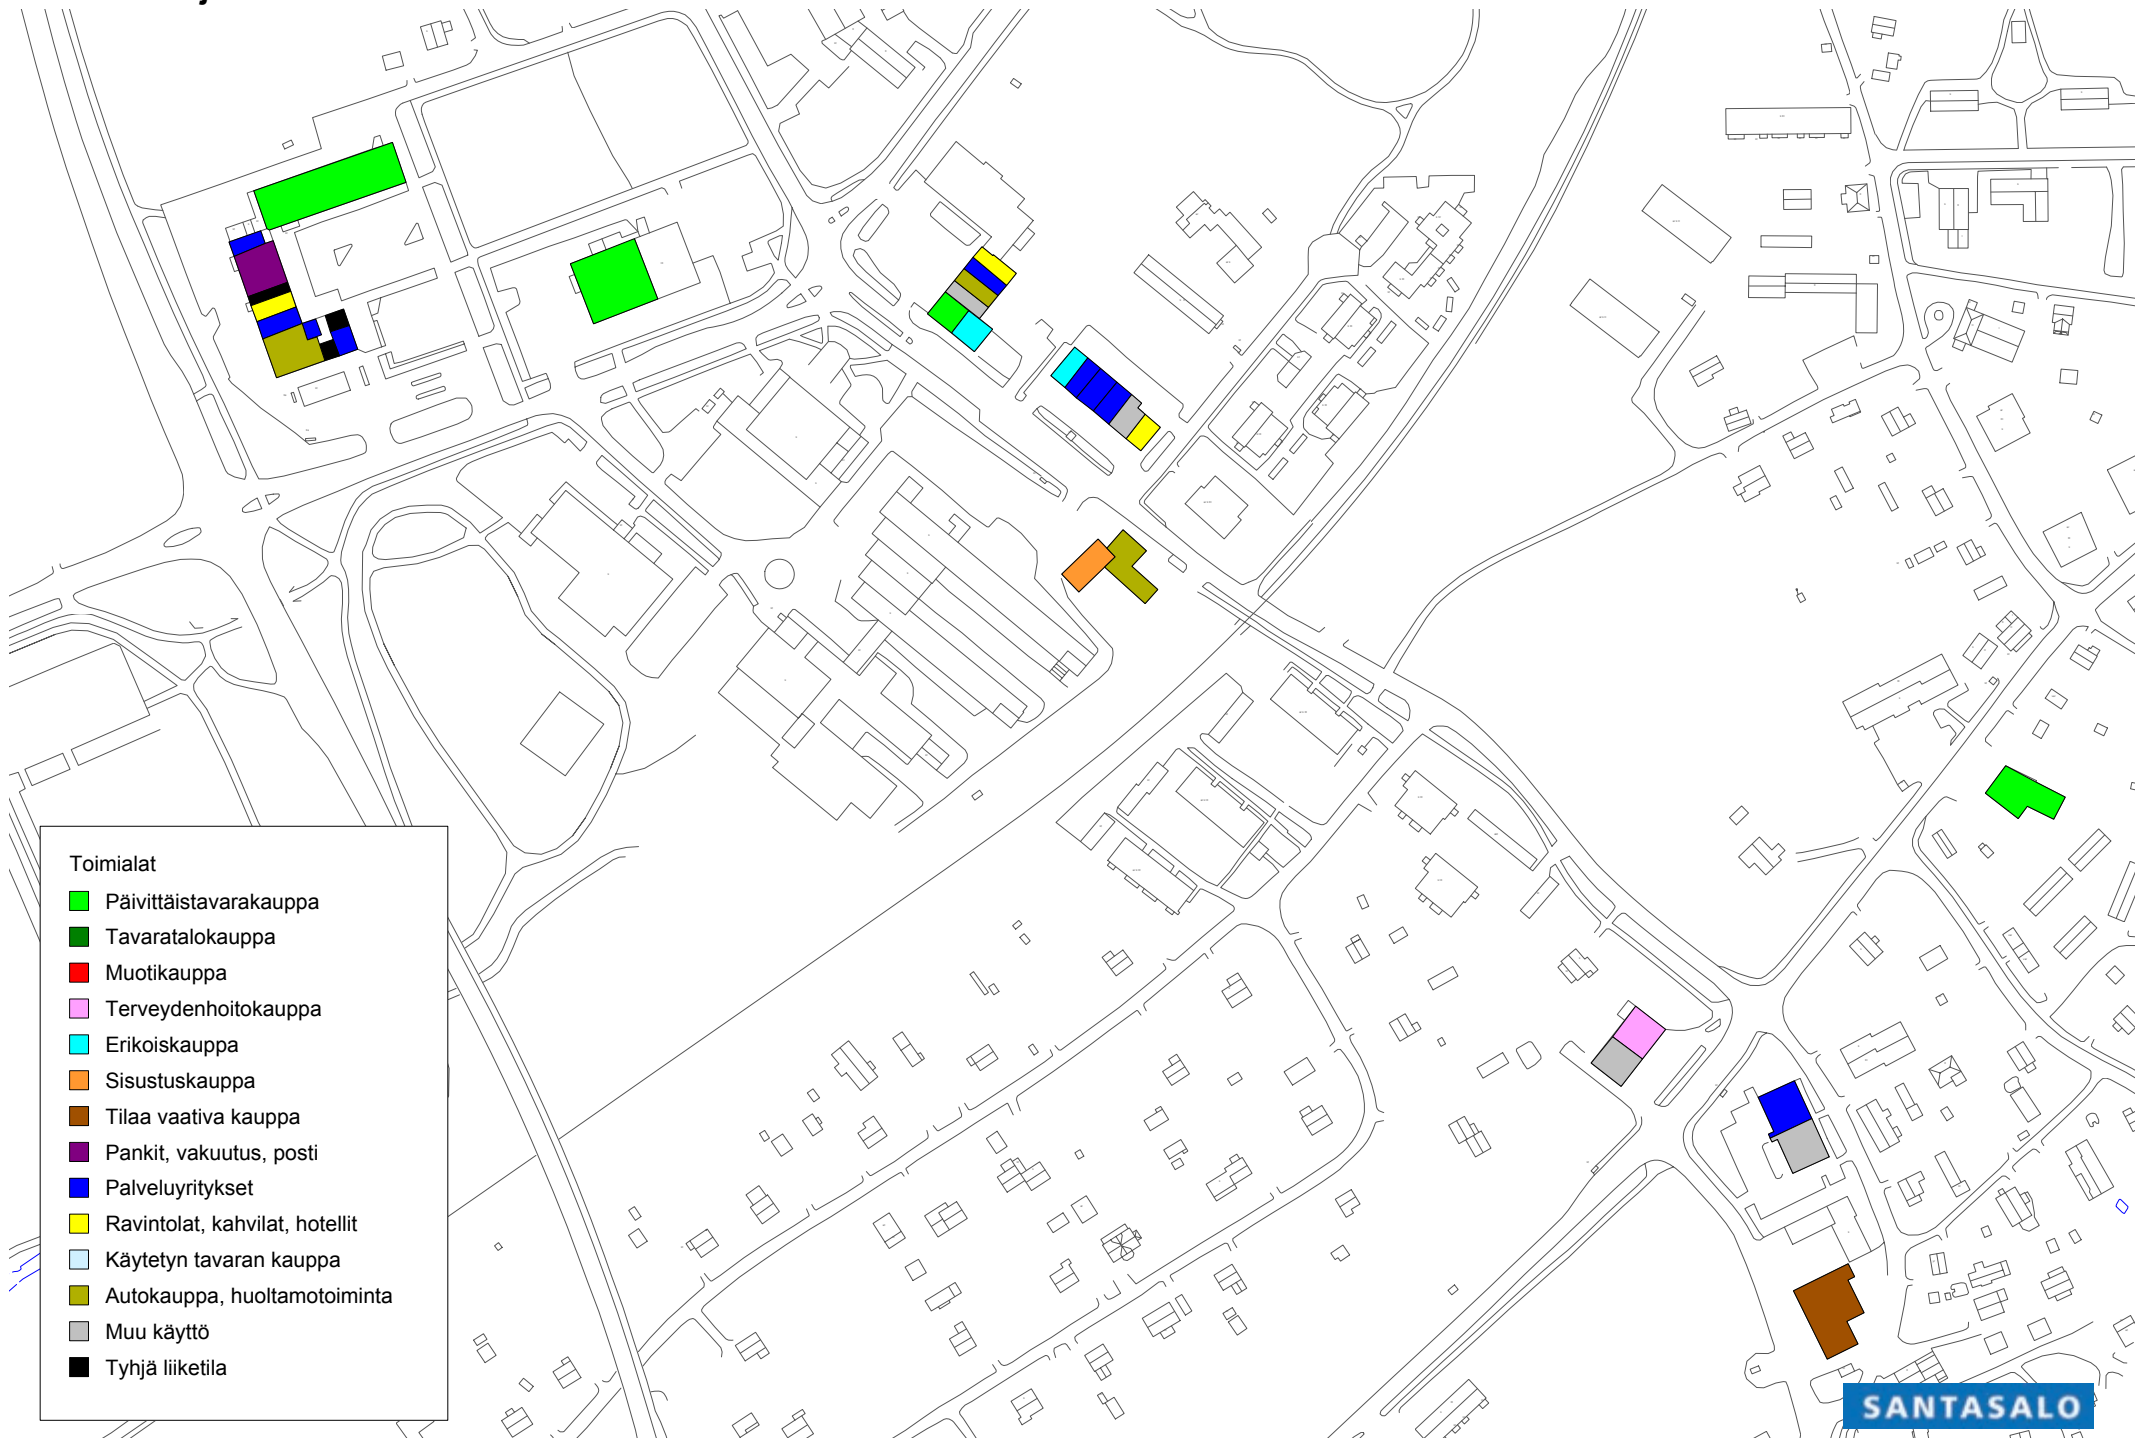 Toimialat
Päivittäistavarakauppa
Tavaratalokauppa
Muotikauppa
Terveydenhoitokauppa
Erikoiskauppa
Sisustuskauppa
Tilaa vaativa kauppa
Pankit, vakuutus, posti
Palveluyritykset
Ravintolat, kahvilat, hotellit
Käytetyn tavaran kauppa
Autokauppa, huoltamotoiminta
Muu käyttö
Tyhjä liiketila
SANTASALO